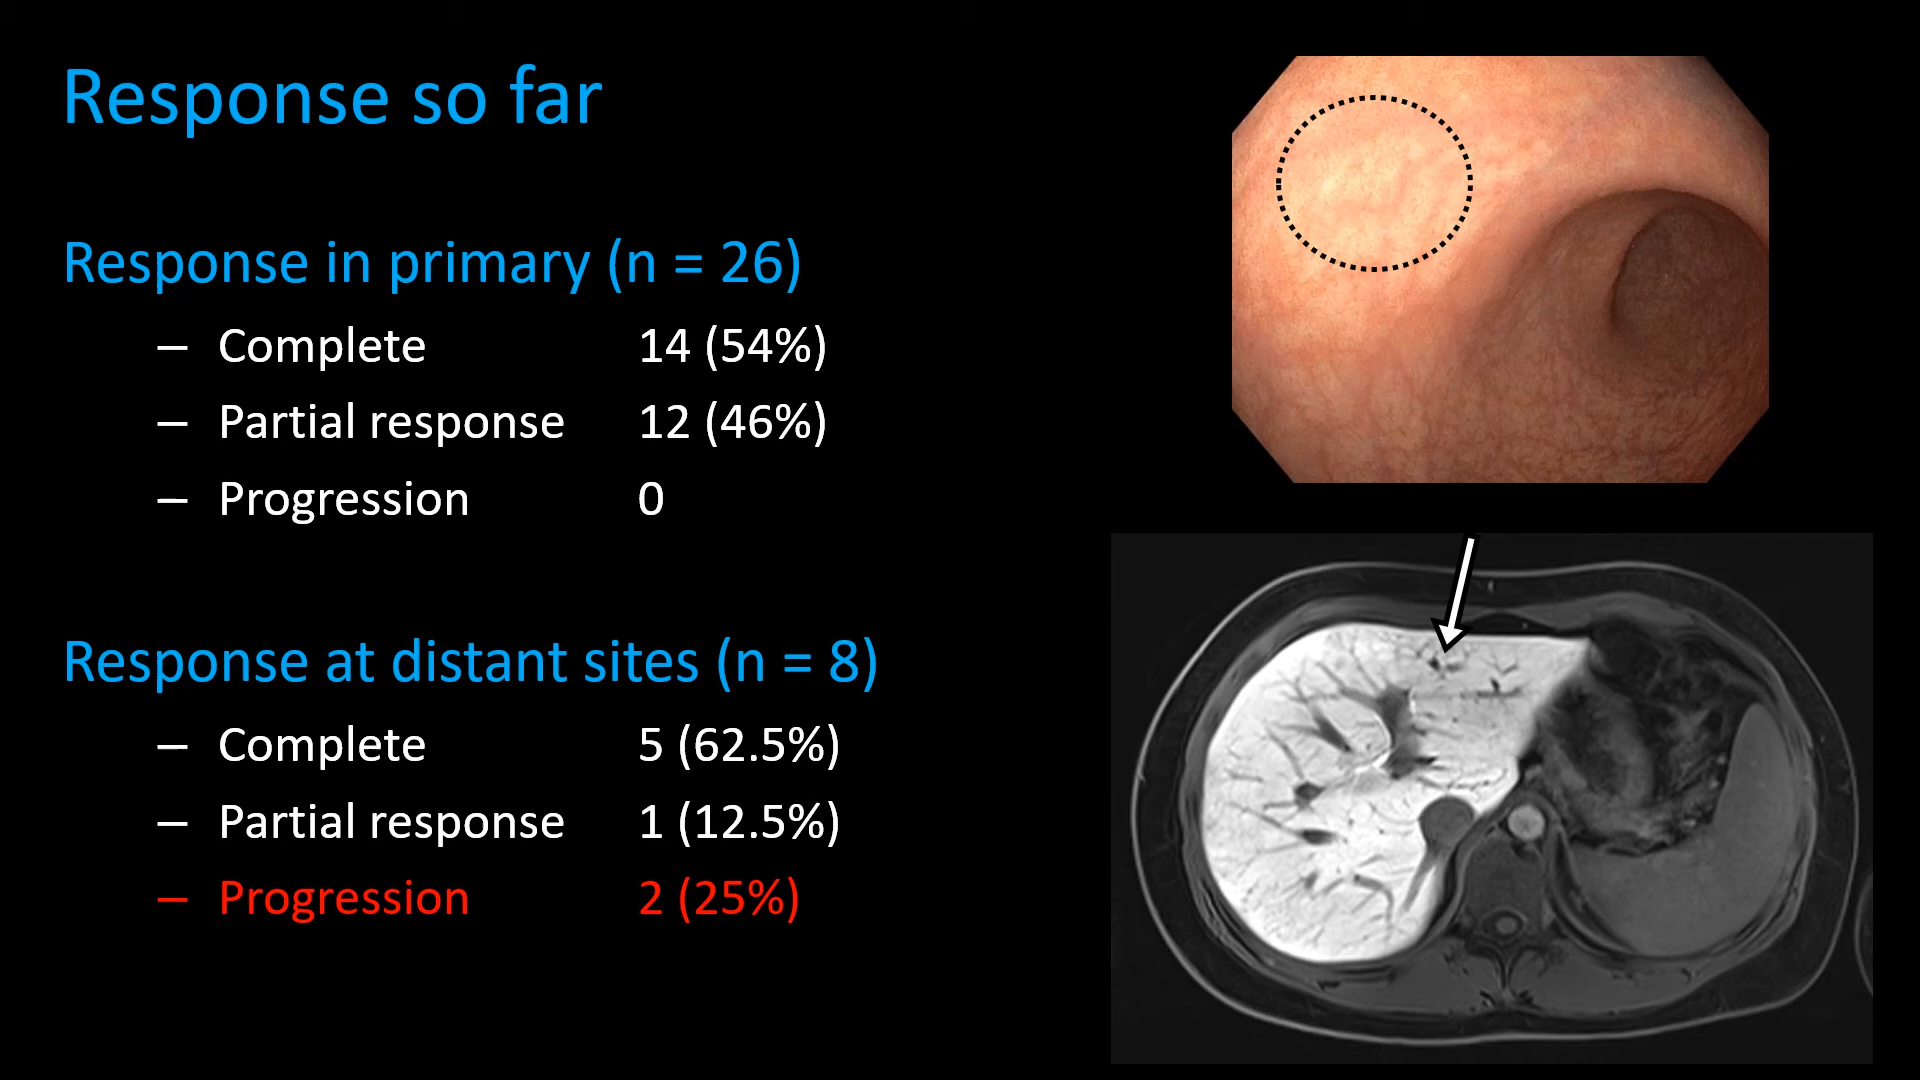 Response so far
Response in primary (n = 26)
– Complete 14 (54%)
– Partial response 12 (46%)
– Progression 0
Response at distant sites (n = 8)
– Complete 5 (62.5%)
– Partial response 1 (12.5%)
– Progression 2 (25%)